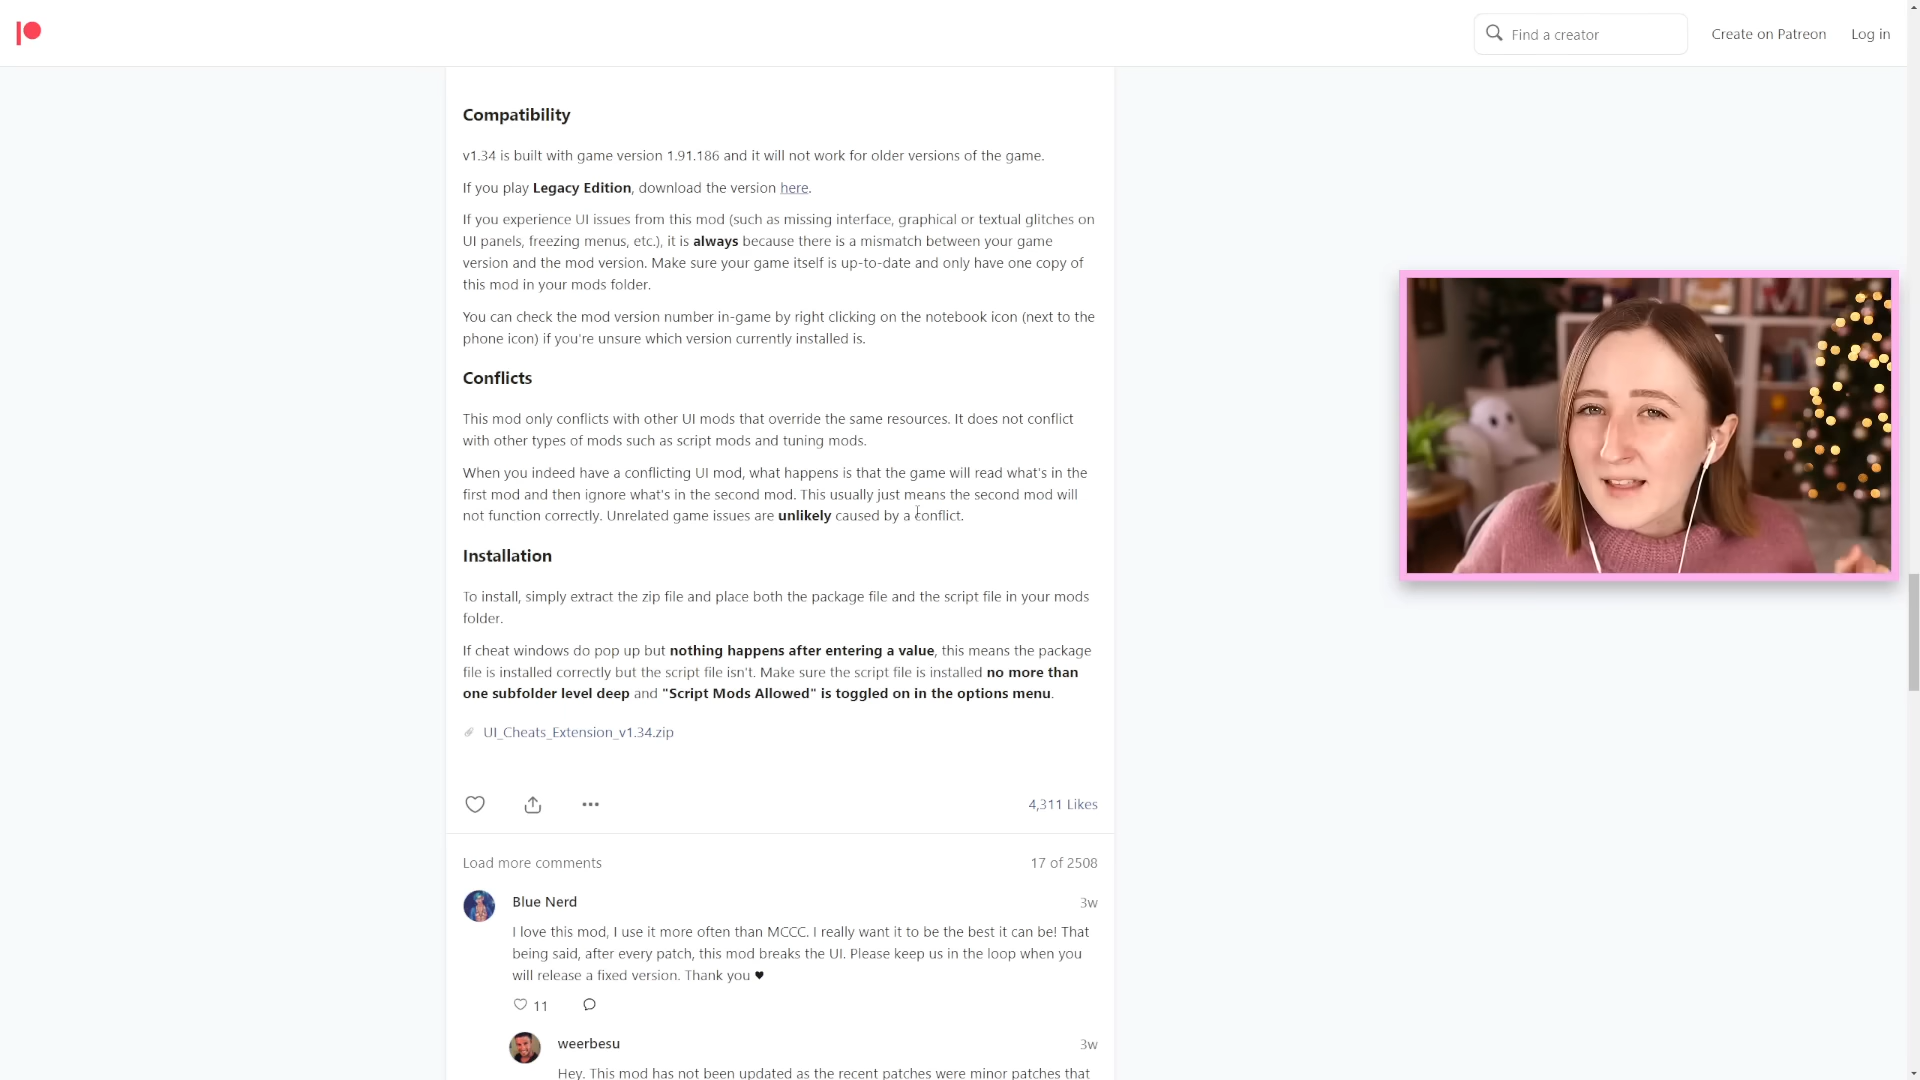 Find a creator
Create on Patreon
Log in
Compatibility
v1.34 is built with game version 1.91.186 and it will not work for older versions of the game.
If you play Legacy Edition, download the version here.
If you experience UI issues from this mod (such as missing interface, graphical or textual glitches on
UI panels, freezing menus, etc.), it is always because there is a mismatch between your game
version and the mod version. Make sure your game itself is up-to-date and only have one copy of
this mod in your mods folder.
You can check the mod version number in-game by right clicking on the notebook icon (next to the
phone icon) if you're unsure which version currently installed is.
Conflicts
This mod only conflicts with other UI mods that override the same resources. It does not conflict
with other types of mods such as script mods and tuning mods.
When you indeed have a conflicting UI mod, what happens is that the game will read what's in the
first mod and then ignore what's in the second mod. This usually just means the second mod will
not function correctly. Unrelated game issues are unlikely caused by a conflict.
Installation
To install, simply extract the zip file and place both the package file and the script file in your mods
folder.
If cheat windows do pop up but nothing happens after entering a value, this means the package
file is installed correctly but the script file isn't. Make sure the script file is installed no more than
one subfolder level deep and "Script Mods Allowed" is toggled on in the options menu.
UI_Cheats_Extension_v1.34.zip
4,311 Likes
Load more comments
17 of 2508
Blue Nerd
3w
I love this mod, I use it more often than MCCC. I really want it to be the best it can be! That
being said, after every patch, this mod breaks the UI. Please keep us in the loop when you
will release a fixed version. Thank you ♥
11
weerbesu
3w
Hey. This mod has not been updated as the recent patches were minor patches that